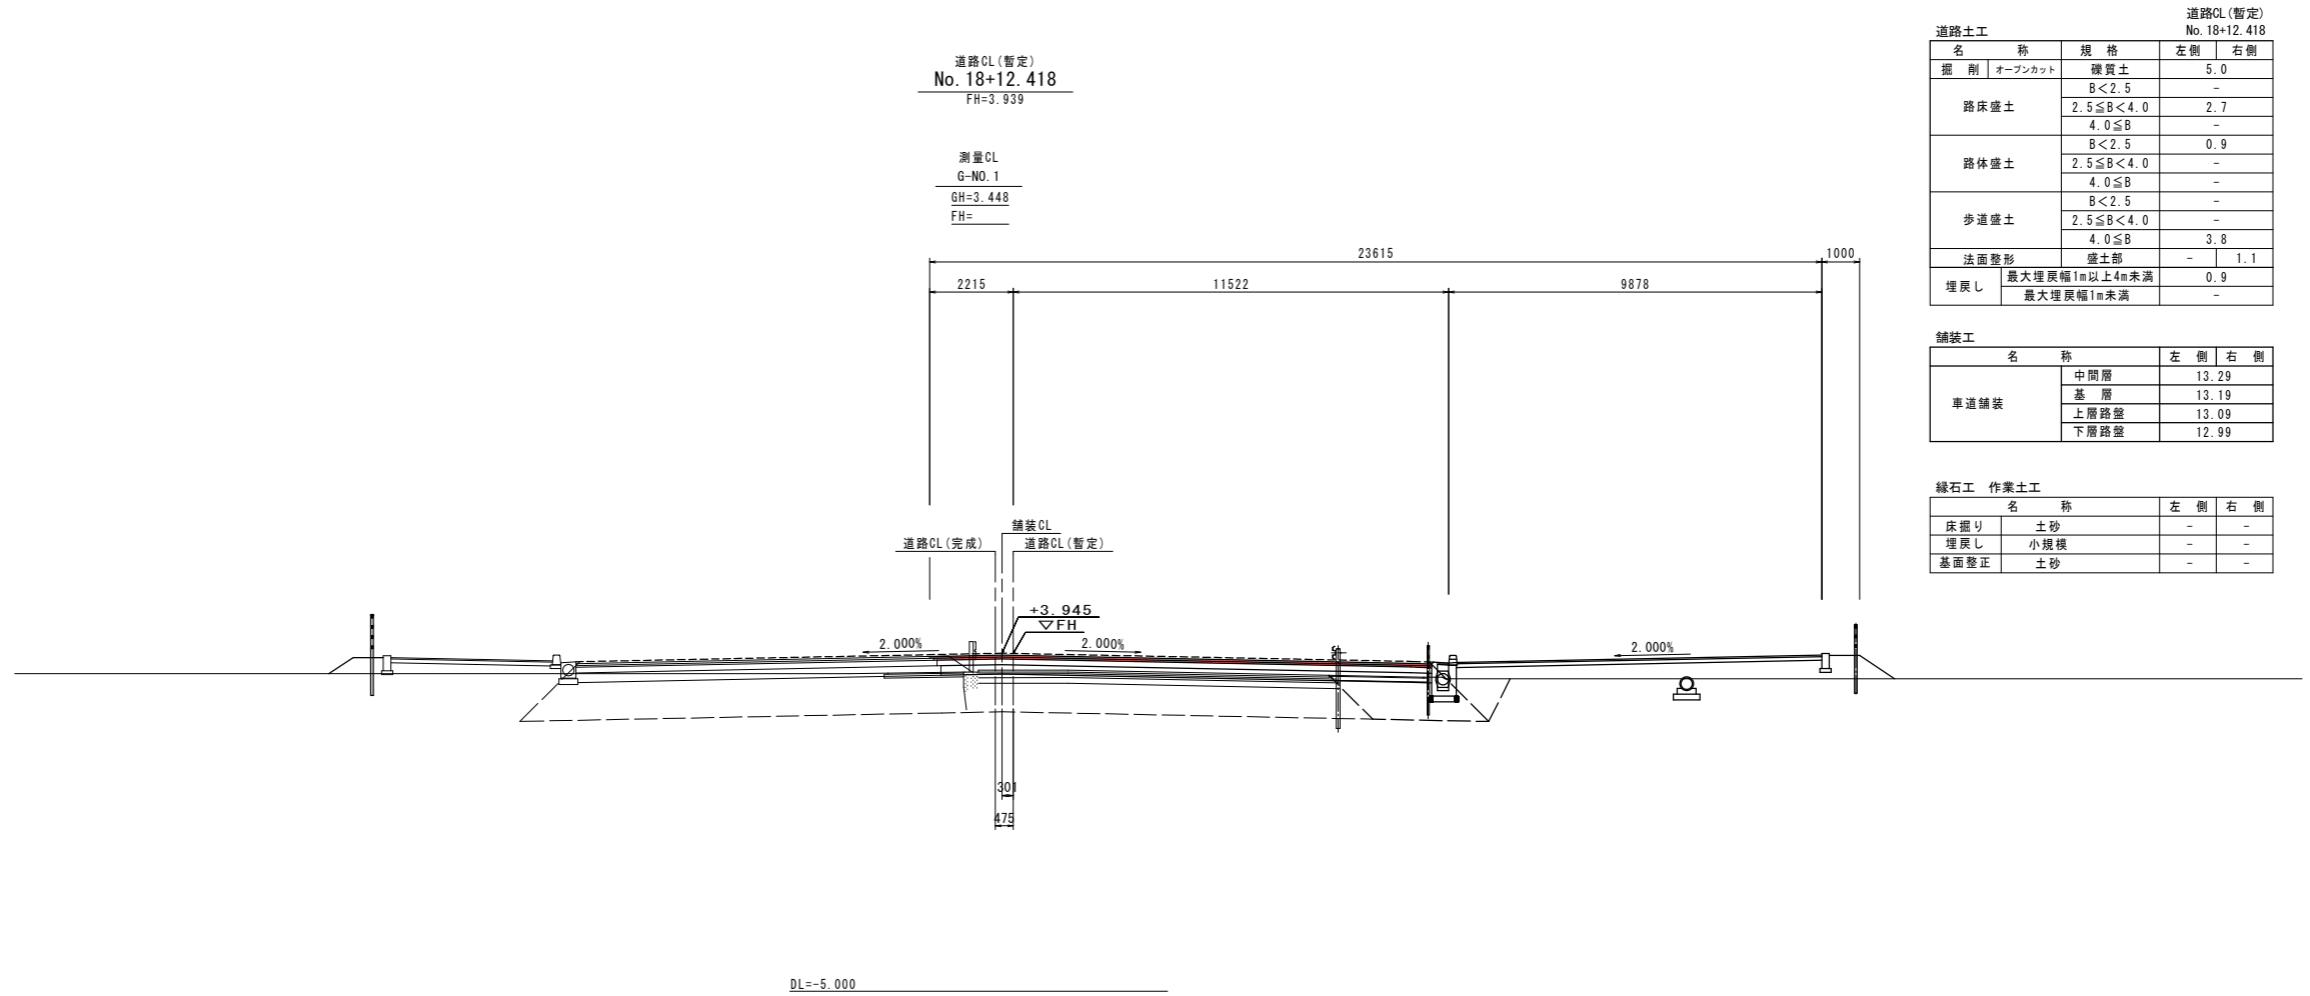 道路CL(暫定)
No.18+12.418
FH=3.939
測量CL
G-NO.1
GH=3.448
FH=
23615
1000
2215
11522
9878
舗装CL
道路CL(完成)
道路CL(暫定)
+3.945
▽FH
2.000%
2.000%
2.000%
301
475
DL=-5.000
道路CL(暫定)
道路土工 No.18+12.418
名 称 規 格 左側 右側
掘 削 オープンカット 礫質土 5.0
路床盛土 B<2.5 -
2.5≦B<4.0 2.7
4.0≦B -
路体盛土 B<2.5 0.9
2.5≦B<4.0 -
4.0≦B -
歩道盛土 B<2.5 -
2.5≦B<4.0 -
4.0≦B 3.8
法面整形 盛土部 - 1.1
埋戻し 最大埋戻幅1m以上4m未満 0.9
最大埋戻幅1m未満 -
舗装工
名 称 左 側 右 側
車道舗装 中間層 13.29
基 層 13.19
上層路盤 13.09
下層路盤 12.99
縁石工 作業土工
名 称 左 側 右 側
床掘り 土砂 - -
埋戻し 小規模 - -
基面整正 土砂 - -